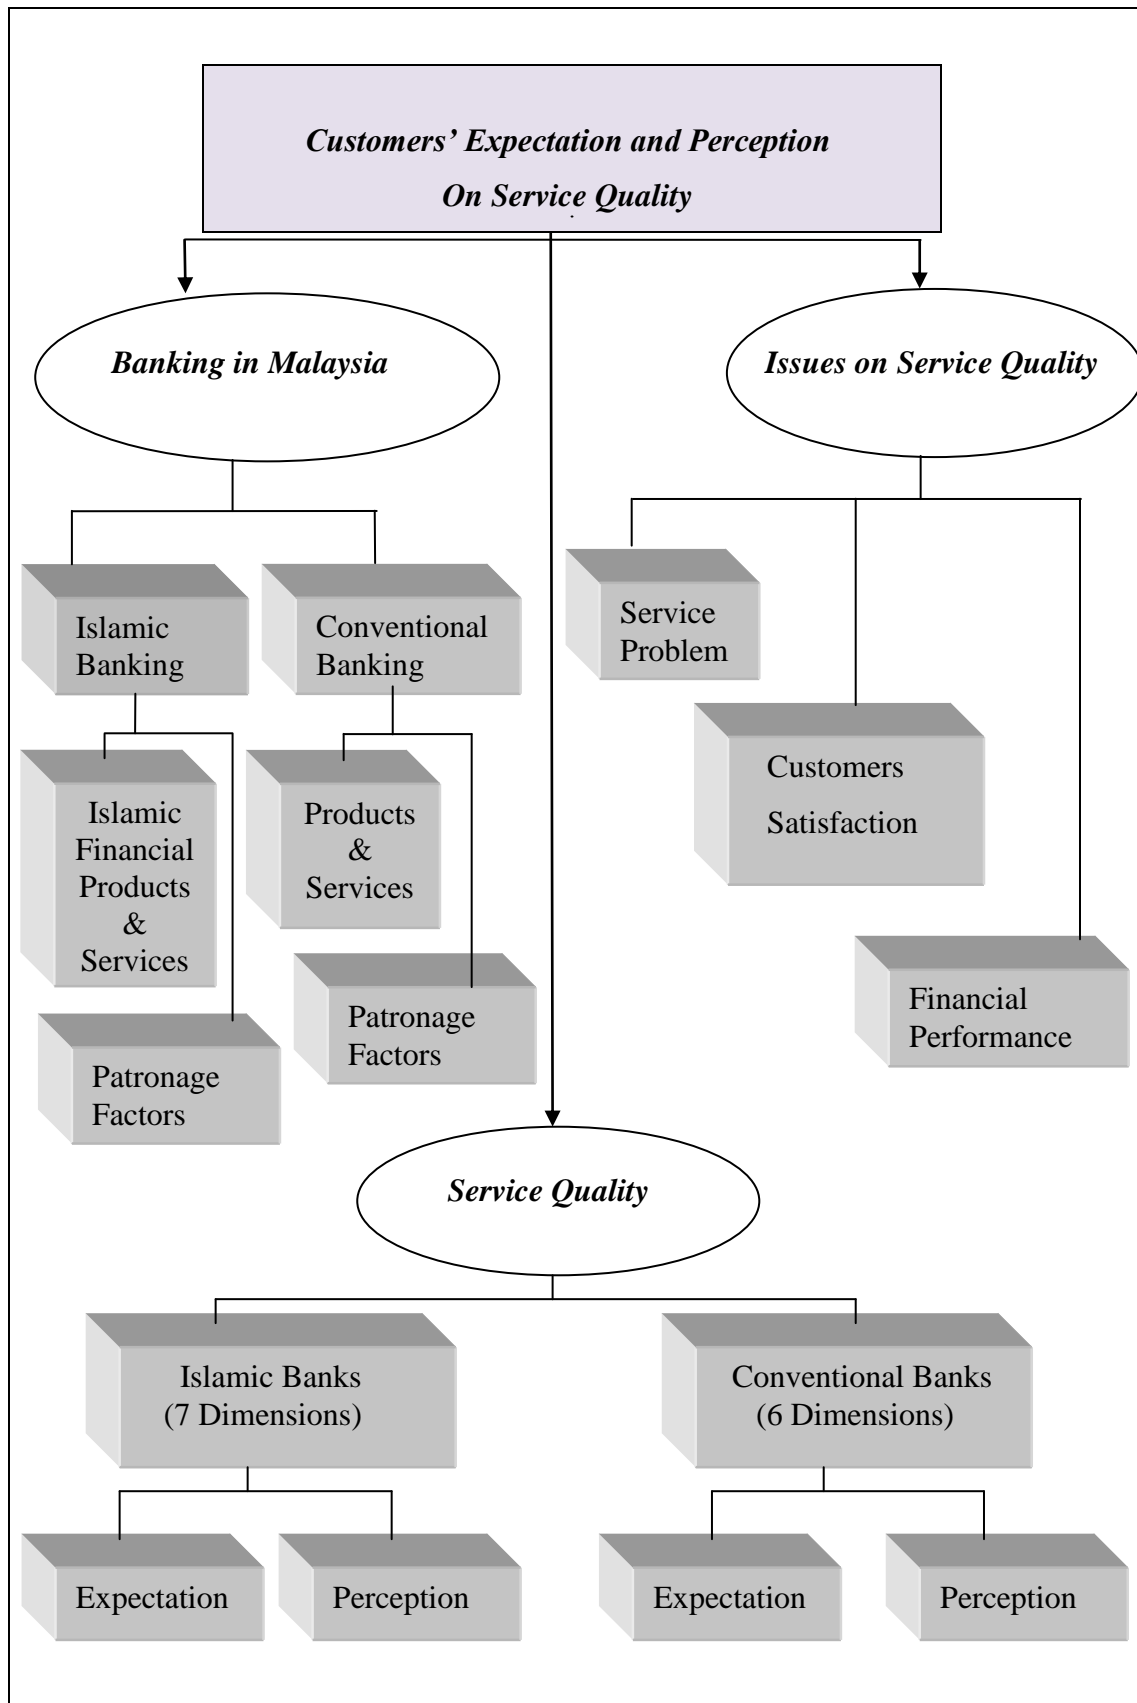 Customers’ Expectation and Perception
On Service Quality
Banking in Malaysia
Issues on Service Quality
Islamic
Banking
Conventional
Banking
Service
Problem
Customers
Satisfaction
Islamic
Financial
Products
&
Services
Products
&
Services
Patronage
Factors
Patronage
Factors
Financial
Performance
Service Quality
Islamic Banks
(7 Dimensions)
Conventional Banks
(6 Dimensions)
Expectation
Perception
Expectation
Perception